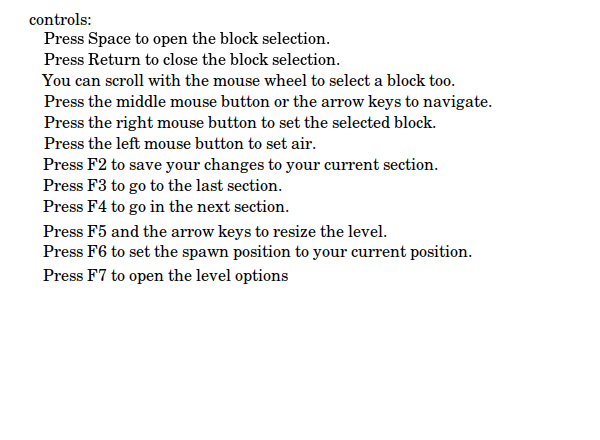 controls:
Press Space to open the block selection.
Press Return to close the block selection.
You can scroll with the mouse wheel to select a block too.
Press the middle mouse button or the arrow keys to navigate.
Press the right mouse button to set the selected block.
Press the left mouse button to set air.
Press F2 to save your changes to your current section.
Press F3 to go to the last section.
Press F4 to go in the next section.
Press F5 and the arrow keys to resize the level.
Press F6 to set the spawn position to your current position.
Press F7 to open the level options